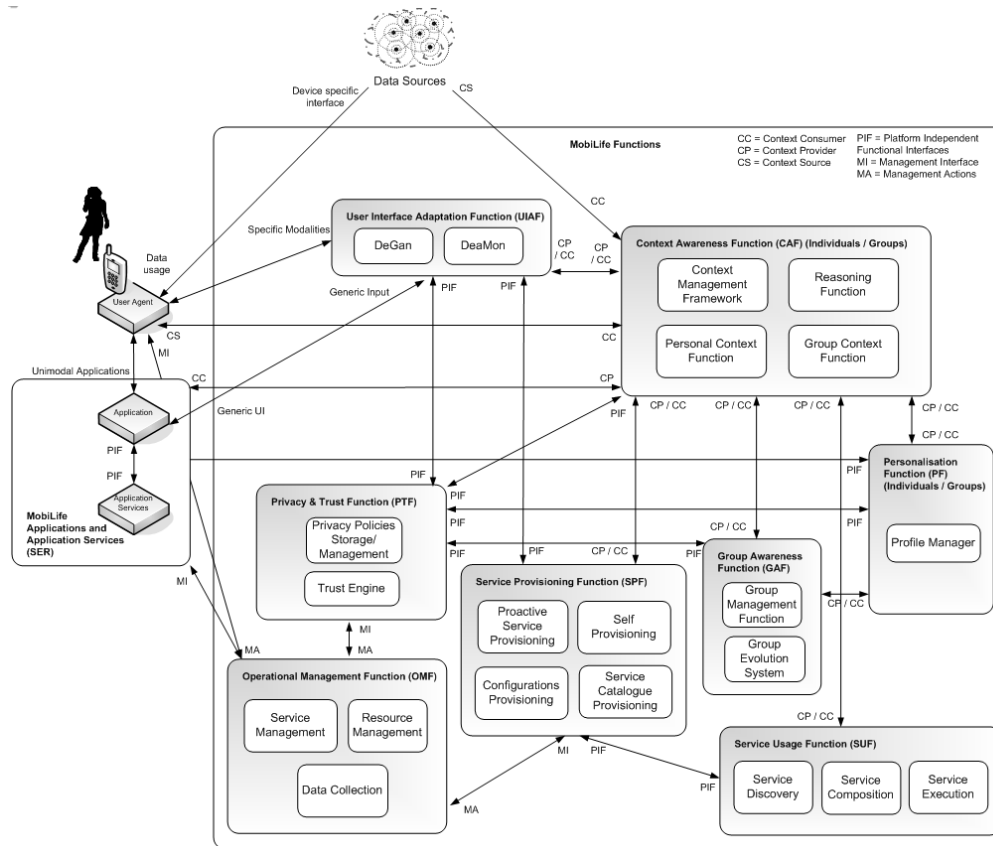 Data Sources
Device specific
interface
CS
MobiLife Functions
CC = Context Consumer
CP = Context Provider
CS = Context Source
PIF = Platform Independent
Functional Interfaces
MI = Management Interface
MA = Management Actions
CC
User Interface Adaptation Function (UIAF)
DeGan
DeaMon
Specific Modalities
CP
/ CC
CP
/ CC
Context Awareness Function (CAF) (Individuals / Groups)
Context
Management
Framework
Reasoning
Function
Personal Context
Function
Group Context
Function
Data
usage
User Agent
Generic Input
PIF
PIF
CS
MI
CC
Unimodal Applications
CC
CP
Generic UI
PIF
CP / CC
CP / CC
CP / CC
CP / CC
CP / CC
Application
PIF
PIF
Application
Services
MobiLife
Applications and
Application Services
(SER)
PIF
PIF
PIF
PIF
PIF
Personalisation
Function (PF)
(Individuals / Groups)
Profile Manager
Privacy & Trust Function (PTF)
Privacy Policies
Storage/
Management
Trust Engine
PIF
PIF
CP / CC
PIF
CP / CC
Group Awareness
Function (GAF)
Group
Management
Function
Group
Evolution
System
CP / CC
Service Provisioning Function (SPF)
Proactive
Service
Provisioning
Self
Provisioning
Configurations
Provisioning
Service
Catalogue
Provisioning
MI
MI
MA
MA
Operational Management Function (OMF)
Service
Management
Resource
Management
Data Collection
MI
PIF
MA
CP / CC
PIF
Service Usage Function (SUF)
Service
Discovery
Service
Composition
Service
Execution